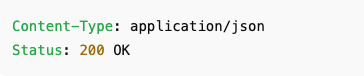 Content-Type: application/json
Status: 200 OK